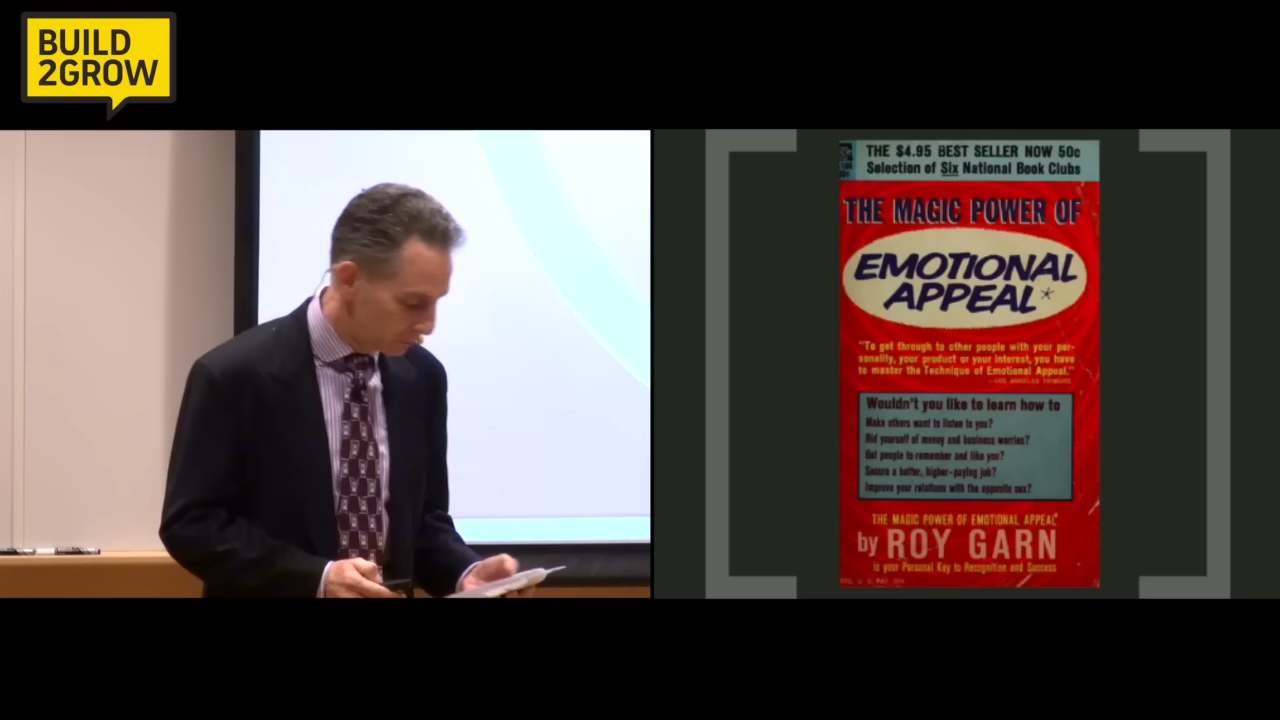 BUILD
2GROW
THE $4.95 BEST SELLER NOW 50c
Selection of Six National Book Clubs
THE MAGIC POWER OF
EMOTIONAL
APPEAL*
"To get through to other people with your per-
sonality, your product or your interest, you have
to master the Technique of Emotional Appeal."
Wouldn't you like to learn how to
Make others want to listen to you?
Rid yourself of money and business worries?
Get people to remember and like you?
Secure a better, higher-paying job?
Improve your relations with the opposite sex?
THE MAGIC POWER OF EMOTIONAL APPEAL*
by ROY GARN
is your Personal Key to Recognition and Success